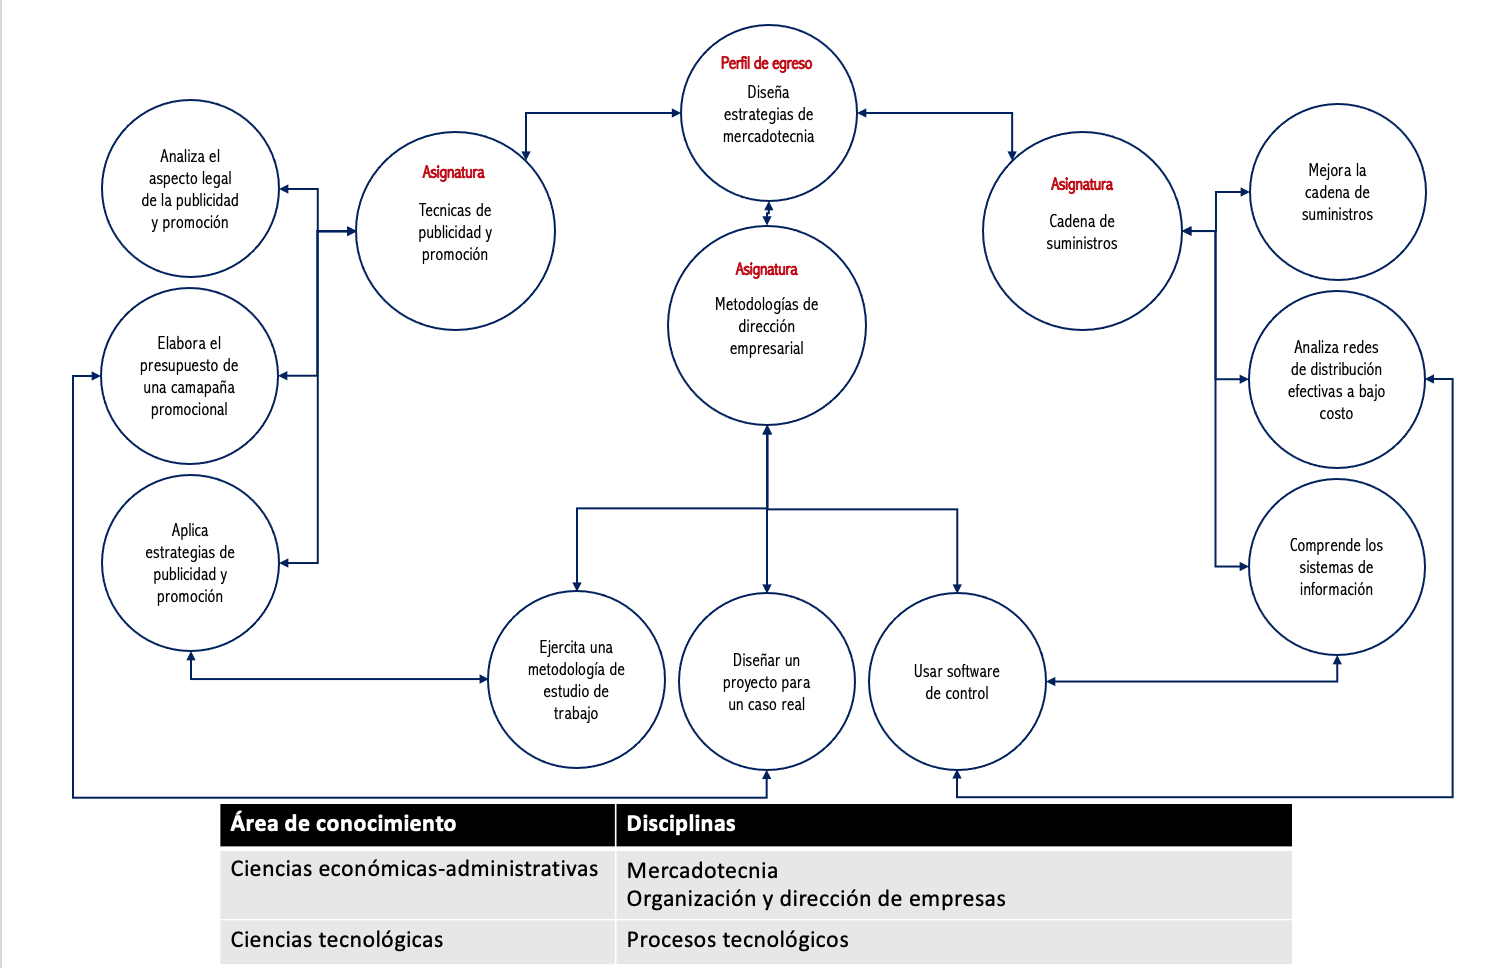 Perfil de egreso
Diseña
estrategias de
mercadotecnia
Analiza el
aspecto legal
de la publicidad
y promoción
Asignatura
Tecnicas de
publicidad y
promoción
Asignatura
Cadena de
suministros
Mejora la
cadena de
suministros
Asignatura
Metodologías de
dirección
empresarial
Elabora el
presupuesto de
una camapaña
promocional
Analiza redes
de distribución
efectivas a bajo
costo
Aplica
estrategias de
publicidad y
promoción
Comprende los
sistemas de
información
Ejercita una
metodología de
estudio de
trabajo
Diseñar un
proyecto para
un caso real
Usar software
de control
Área de conocimiento
Disciplinas
Ciencias económicas-administrativas
Mercadotecnia
Organización y dirección de empresas
Ciencias tecnológicas
Procesos tecnológicos